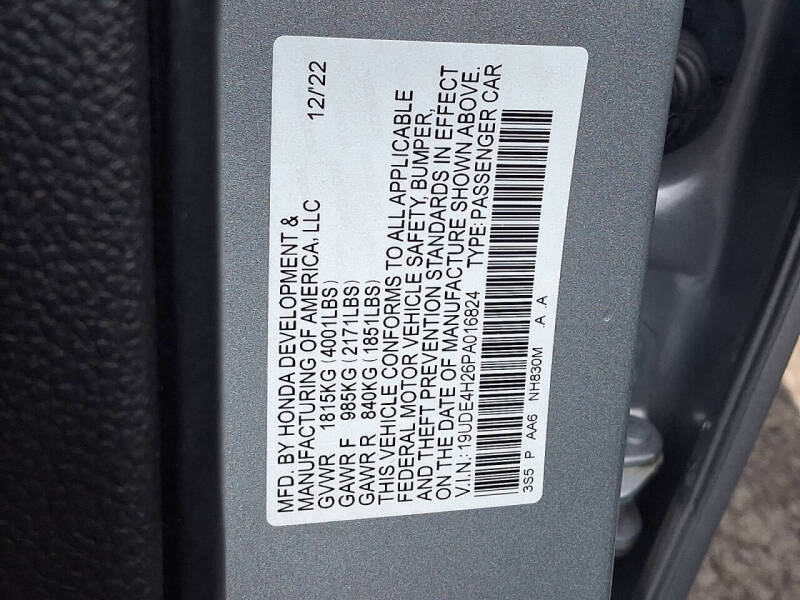 MFD. BY HONDA DEVELOPMENT &
MANUFACTURING OF AMERICA, LLC 12/'22
GVWR 1815KG (4001LBS)
GAWR F 985KG (2171LBS)
GAWR R 840KG (1851LBS)
THIS VEHICLE CONFORMS TO ALL APPLICABLE
FEDERAL MOTOR VEHICLE SAFETY, BUMPER,
AND THEFT PREVENTION STANDARDS IN EFFECT
ON THE DATE OF MANUFACTURE SHOWN ABOVE.
V.I.N.:19UDE4H26PA016824 TYPE:PASSENGER CAR
3S5 P AA6 NH830M .A .A